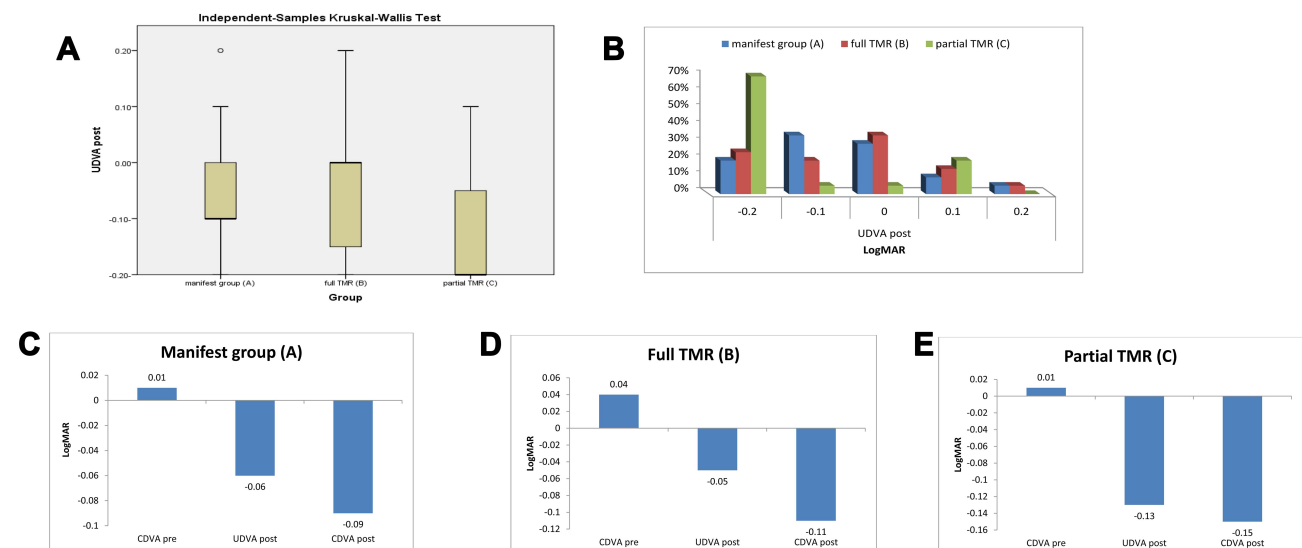 A
Independent-Samples Kruskal-Wallis Test
UDVA post
0.20
0.10
0.00
-0.10
-0.20
manifest group (A) full TMR (B) partial TMR (C)
Group
B
manifest group (A) full TMR (B) partial TMR (C)
70%
60%
50%
40%
30%
20%
10%
0%
-0.2 -0.1 0 0.1 0.2
UDVA post
LogMAR
C
Manifest group (A)
LogMAR
0.02
0
-0.02
-0.04
-0.06
-0.08
-0.1
0.01
-0.06
-0.09
CDVA pre UDVA post CDVA post
D
Full TMR (B)
LogMAR
0.06
0.04
0.02
0
-0.02
-0.04
-0.06
-0.08
-0.1
-0.12
0.04
-0.05
-0.11
CDVA pre UDVA post CDVA post
E
Partial TMR (C)
LogMAR
0.02
0
-0.02
-0.04
-0.06
-0.08
-0.1
-0.12
-0.14
-0.16
0.01
-0.13
-0.15
CDVA pre UDVA post CDVA post